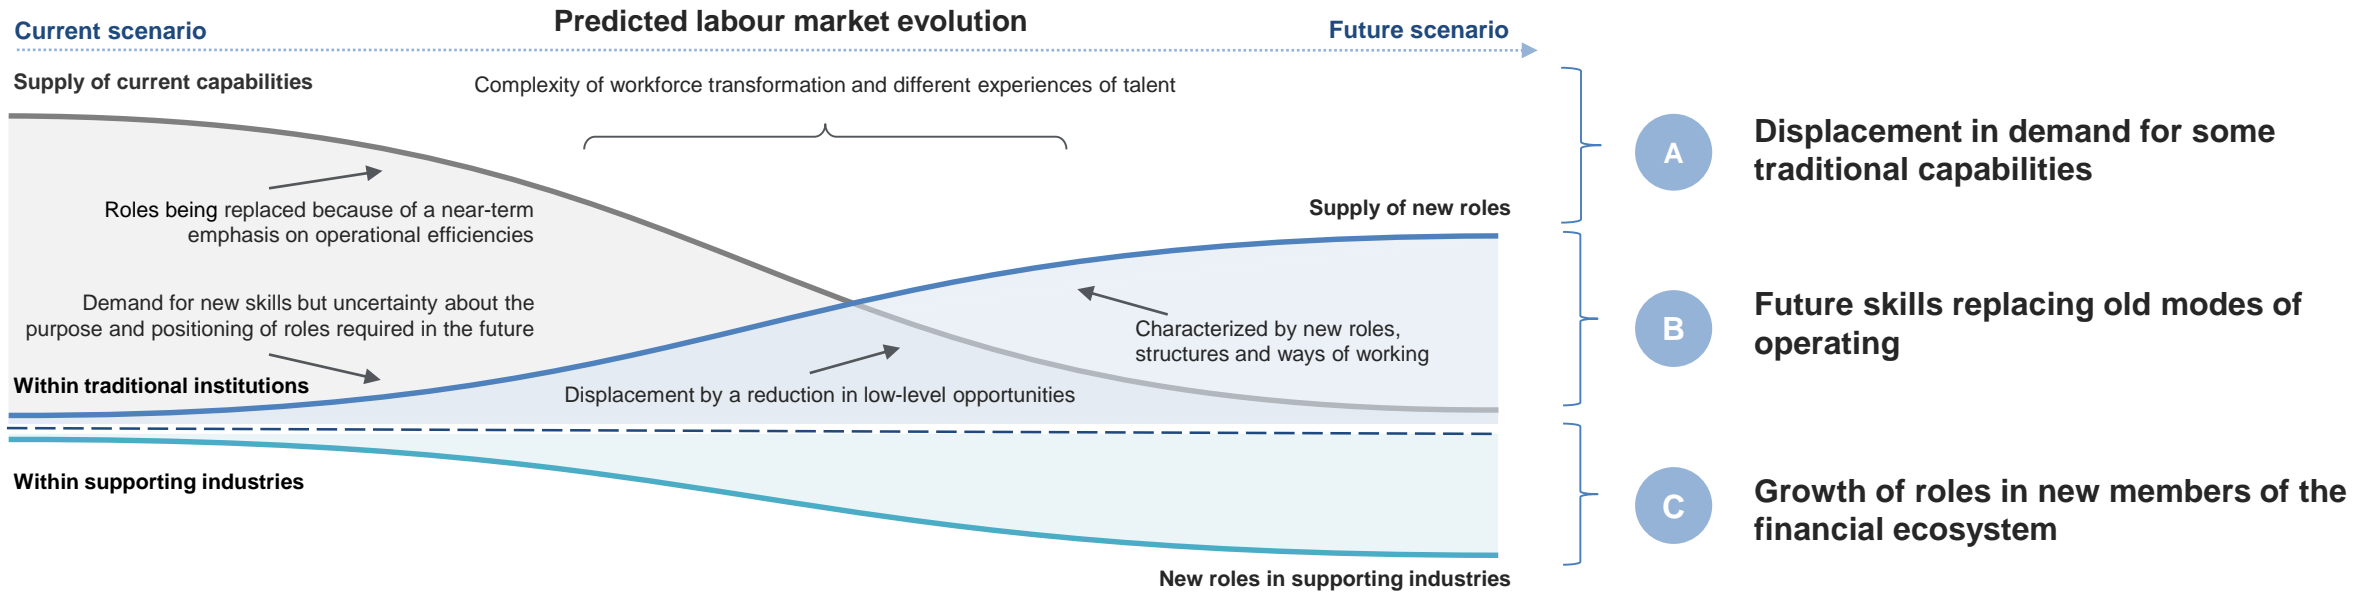 Predicted labour market evolution
Current scenario
Future scenario
Supply of current capabilities
Complexity of workforce transformation and different experiences of talent
Roles being replaced because of a near-term
emphasis on operational efficiencies
Supply of new roles
Demand for new skills but uncertainty about the
purpose and positioning of roles required in the future
Characterized by new roles,
structures and ways of working
Within traditional institutions
Displacement by a reduction in low-level opportunities
Within supporting industries
New roles in supporting industries
A
Displacement in demand for some
traditional capabilities
B
Future skills replacing old modes of
operating
C
Growth of roles in new members of the
financial ecosystem